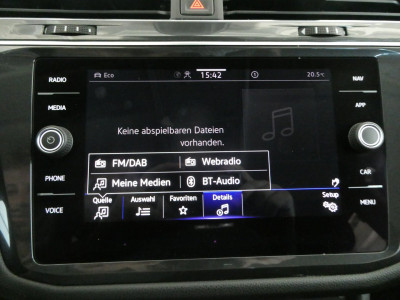 RADIO
MEDIA
PHONE
VOICE
NAV
APP
CAR
MENU
Eco 15:42 20.5°C
Keine abspielbaren Dateien
vorhanden.
FM/DAB Webradio
Meine Medien BT-Audio
Quelle Auswahl Favoriten Details Setup